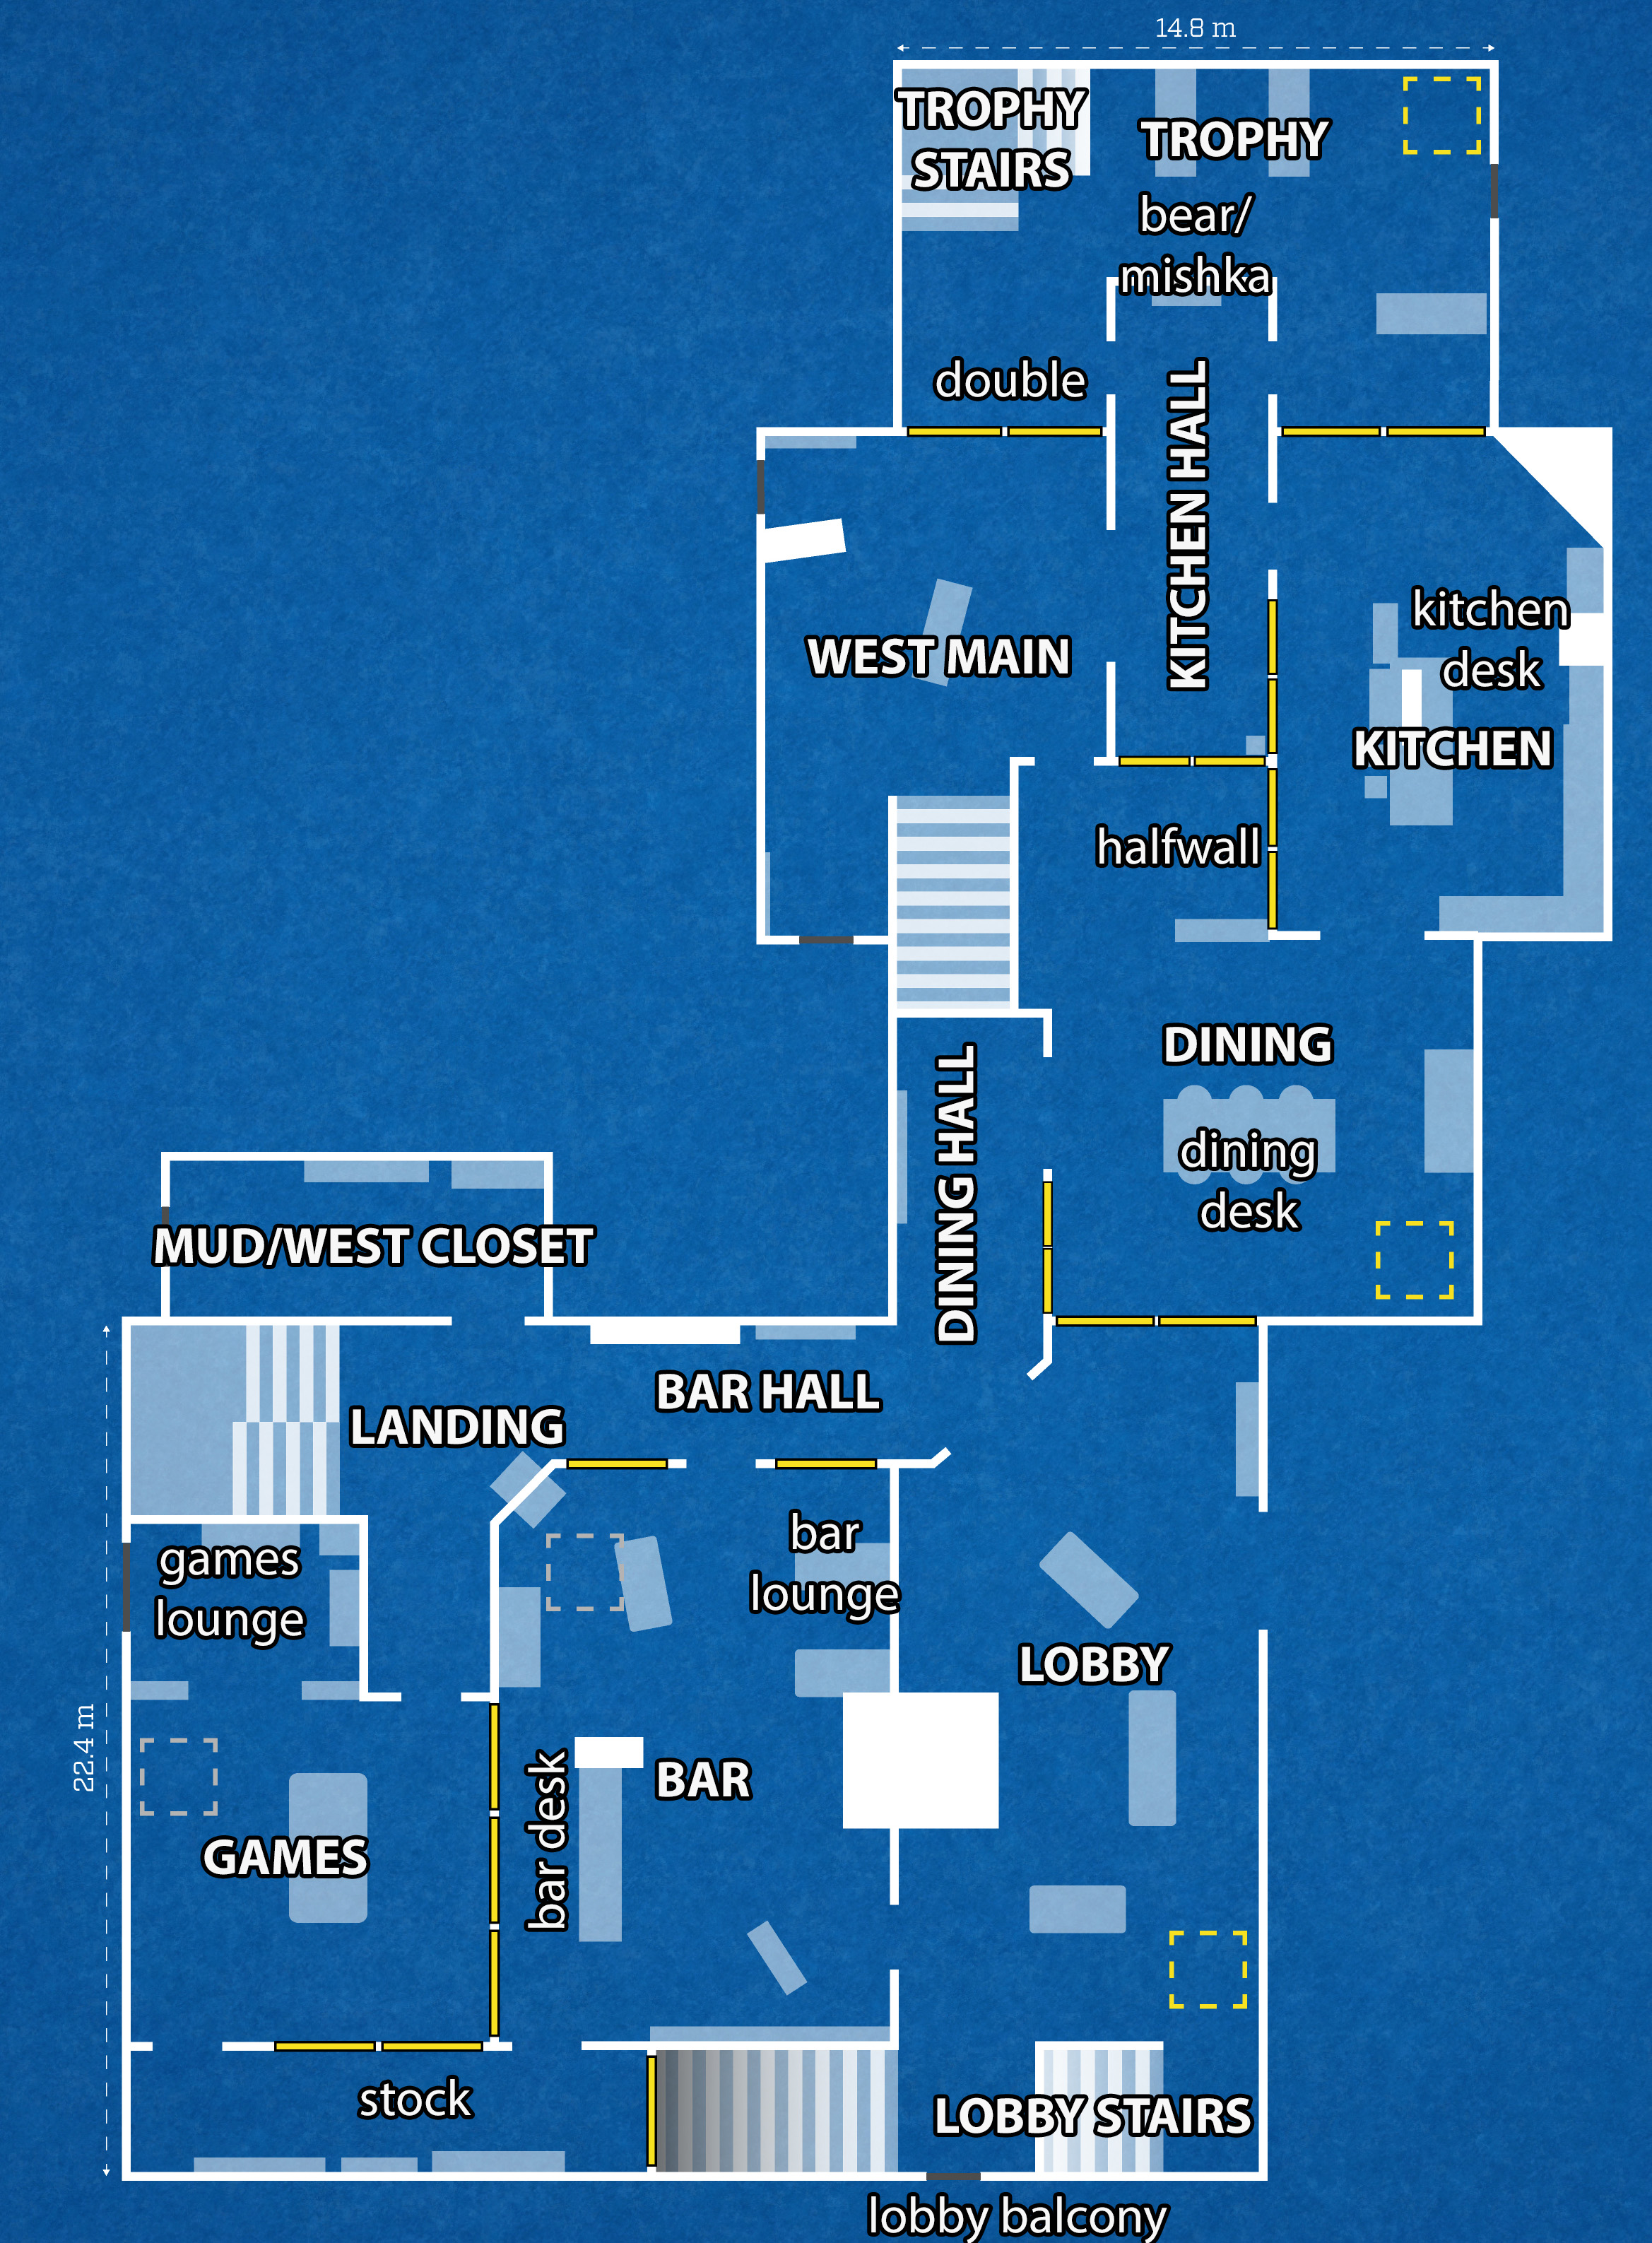 14.8 m
TROPHY
STAIRS
TROPHY
bear/
mishka
double
KITCHEN HALL
kitchen
desk
WEST MAIN
KITCHEN
halfwall
DINING
dining
desk
DINING HALL
MUD/WEST CLOSET
BAR HALL
LANDING
bar
lounge
games
lounge
LOBBY
22.4 m
bar desk
BAR
GAMES
stock
LOBBY STAIRS
lobby balcony